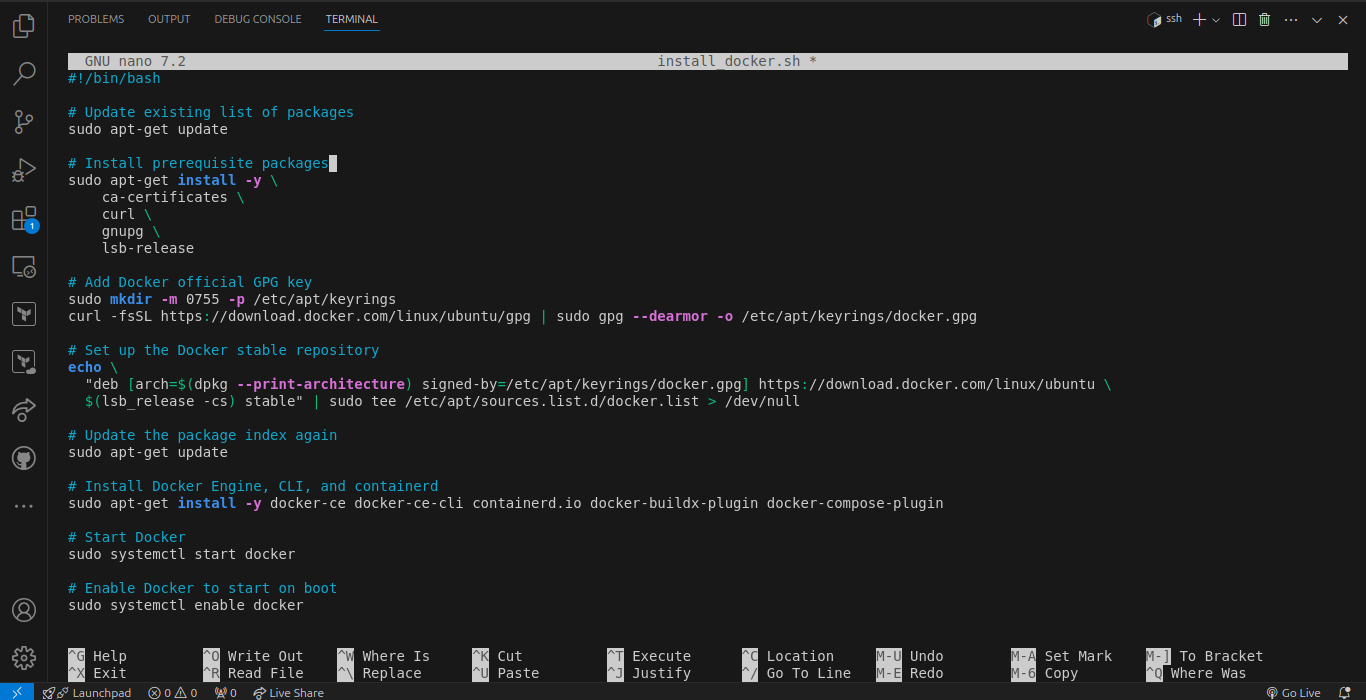 PROBLEMS OUTPUT DEBUG CONSOLE TERMINAL ssh
GNU nano 7.2 install_docker.sh *
#!/bin/bash
# Update existing list of packages
sudo apt-get update
# Install prerequisite packages
sudo apt-get install -y \
ca-certificates \
curl \
gnupg \
lsb-release
# Add Docker official GPG key
sudo mkdir -m 0755 -p /etc/apt/keyrings
curl -fsSL https://download.docker.com/linux/ubuntu/gpg | sudo gpg --dearmor -o /etc/apt/keyrings/docker.gpg
# Set up the Docker stable repository
echo \
"deb [arch=$(dpkg --print-architecture) signed-by=/etc/apt/keyrings/docker.gpg] https://download.docker.com/linux/ubuntu \
$(lsb_release -cs) stable" | sudo tee /etc/apt/sources.list.d/docker.list > /dev/null
# Update the package index again
sudo apt-get update
# Install Docker Engine, CLI, and containerd
sudo apt-get install -y docker-ce docker-ce-cli containerd.io docker-buildx-plugin docker-compose-plugin
# Start Docker
sudo systemctl start docker
# Enable Docker to start on boot
sudo systemctl enable docker
^G Help ^O Write Out ^W Where Is ^K Cut ^T Execute ^C Location M-U Undo M-A Set Mark M-] To Bracket
^X Exit ^R Read File ^\ Replace ^U Paste ^J Justify ^/ Go To Line M-E Redo M-6 Copy ^Q Where Was
1
Launchpad 0 0 0 Live Share Go Live